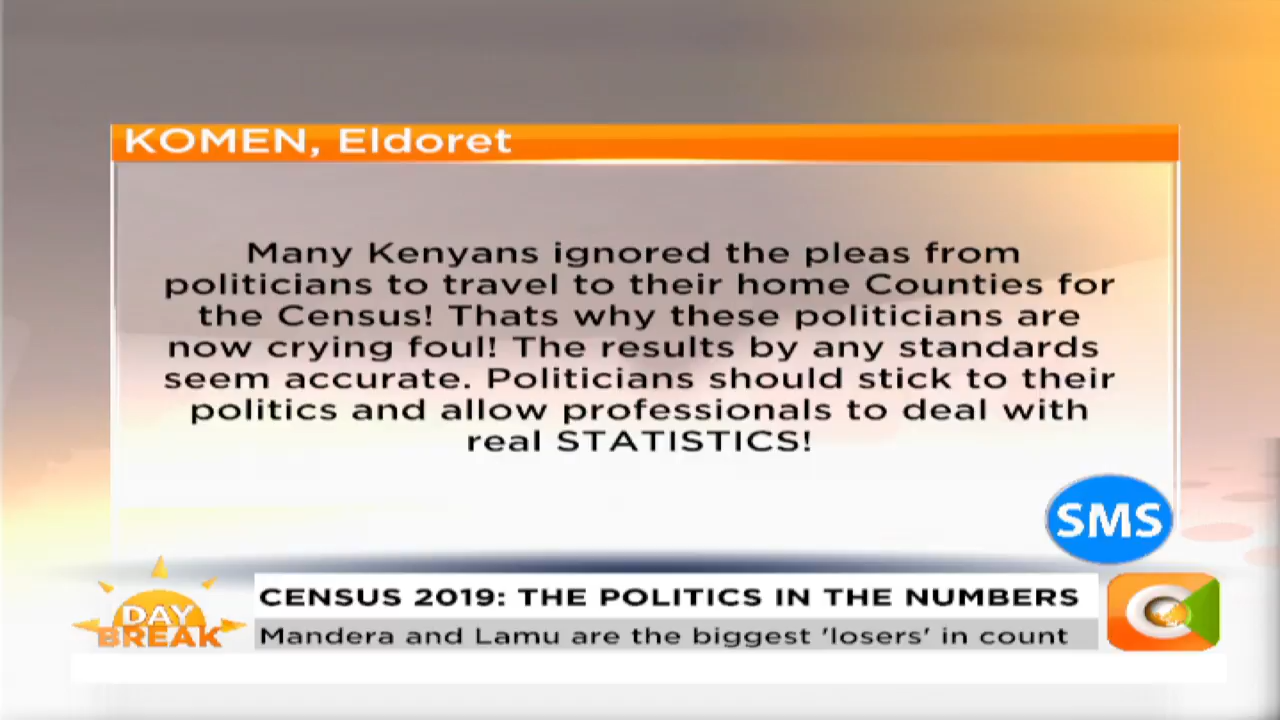 KOMEN, Eldoret
Many Kenyans ignored the pleas from
politicians to travel to their home Counties for
the Census! Thats why these politicians are
now crying foul! The results by any standards
seem accurate. Politicians should stick to their
politics and allow professionals to deal with
real STATISTICS!
SMS
DAY
BREAK
CENSUS 2019: THE POLITICS IN THE NUMBERS
Mandera and Lamu are the biggest 'losers' in count